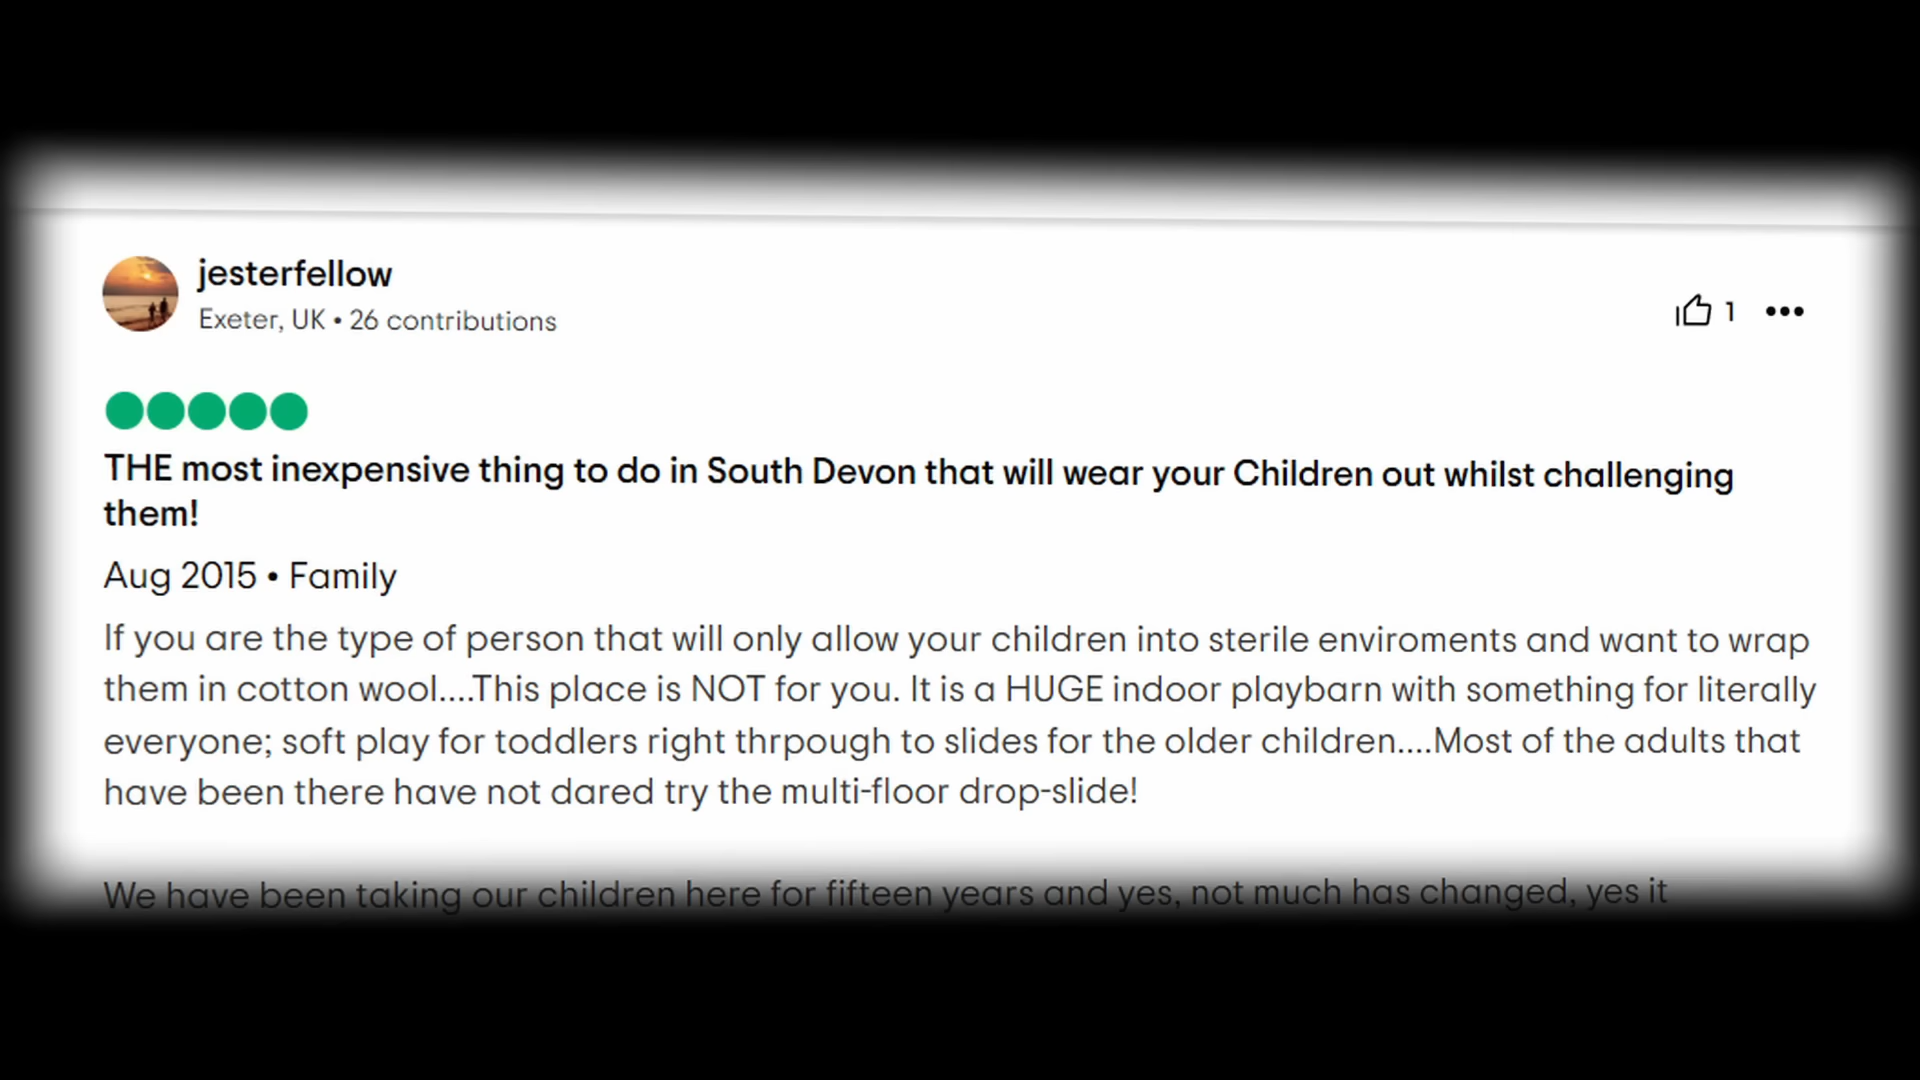 jesterfellow
Exeter, UK • 26 contributions
1
THE most inexpensive thing to do in South Devon that will wear your Children out whilst challenging
them!
Aug 2015 • Family
If you are the type of person that will only allow your children into sterile enviroments and want to wrap
them in cotton wool....This place is NOT for you. It is a HUGE indoor playbarn with something for literally
everyone; soft play for toddlers right thrpough to slides for the older children....Most of the adults that
have been there have not dared try the multi-floor drop-slide!
We have been taking our children here for fifteen years and yes, not much has changed, yes it